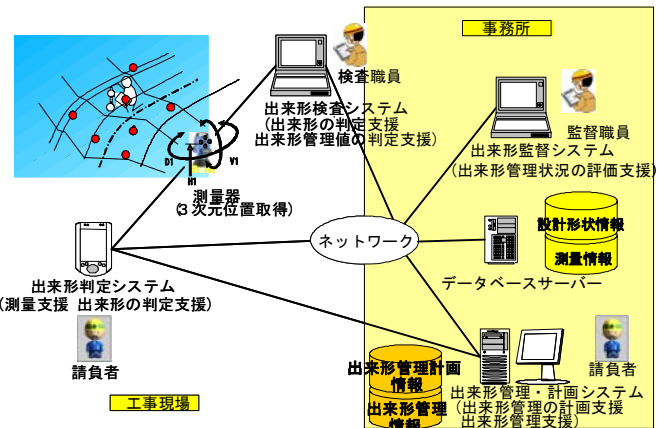 事務所
検査職員
出来形検査システム
(出来形の判定支援
出来形管理値の判定支援)
監督職員
出来形監督システム
(出来形管理状況の評価支援)
D1
V1
H1
測量器
(3次元位置取得)
ネットワーク
設計形状情報
測量情報
データベースサーバー
出来形判定システム
(測量支援 出来形の判定支援)
請負者
工事現場
出来形管理計画
情報
出来形管理
情報
請負者
出来形管理・計画システム
(出来形管理の計画支援
出来形管理支援)